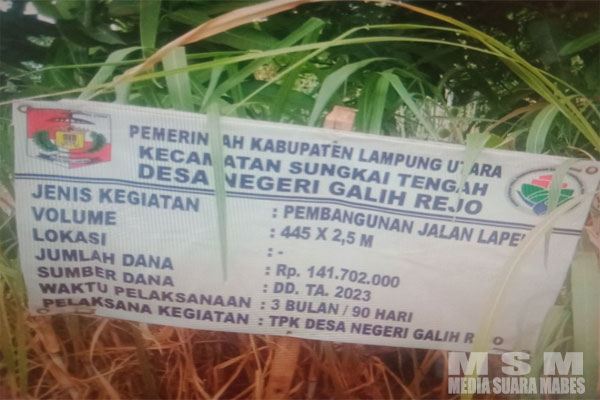 PEMERINTAH KABUPATEN LAMPUNG UTARA
KECAMATAN SUNGKAI TENGAH
DESA NEGERI GALIH REJO
JENIS KEGIATAN : PEMBANGUNAN JALAN LAPEN
VOLUME : 445 X 2,5 M
LOKASI : -
JUMLAH DANA : Rp. 141.702.000
SUMBER DANA : DD. TA. 2023
WAKTU PELAKSANAAN : 3 BULAN / 90 HARI
PELAKSANA KEGIATAN : TPK DESA NEGERI GALIH REJO
MSM
MEDIA SUARA MABES